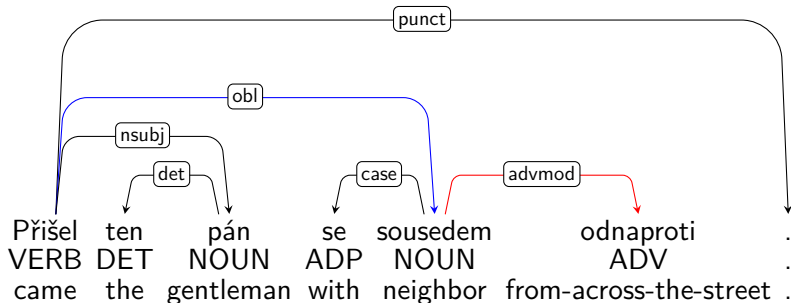 punct
obl
nsubj
det case advmod
Přišel ten pán se sousedem odnaproti .
VERB DET NOUN ADP NOUN ADV .
came the gentleman with neighbor from-across-the-street .